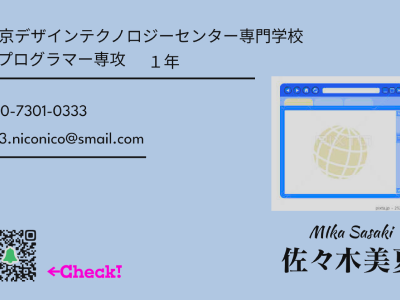 京デザインテクノロジーセンター専門学校
プログラマー専攻 1年
0-7301-0333
3.niconico@smail.com
MIka Sasaki
佐々木美夏
←Check!